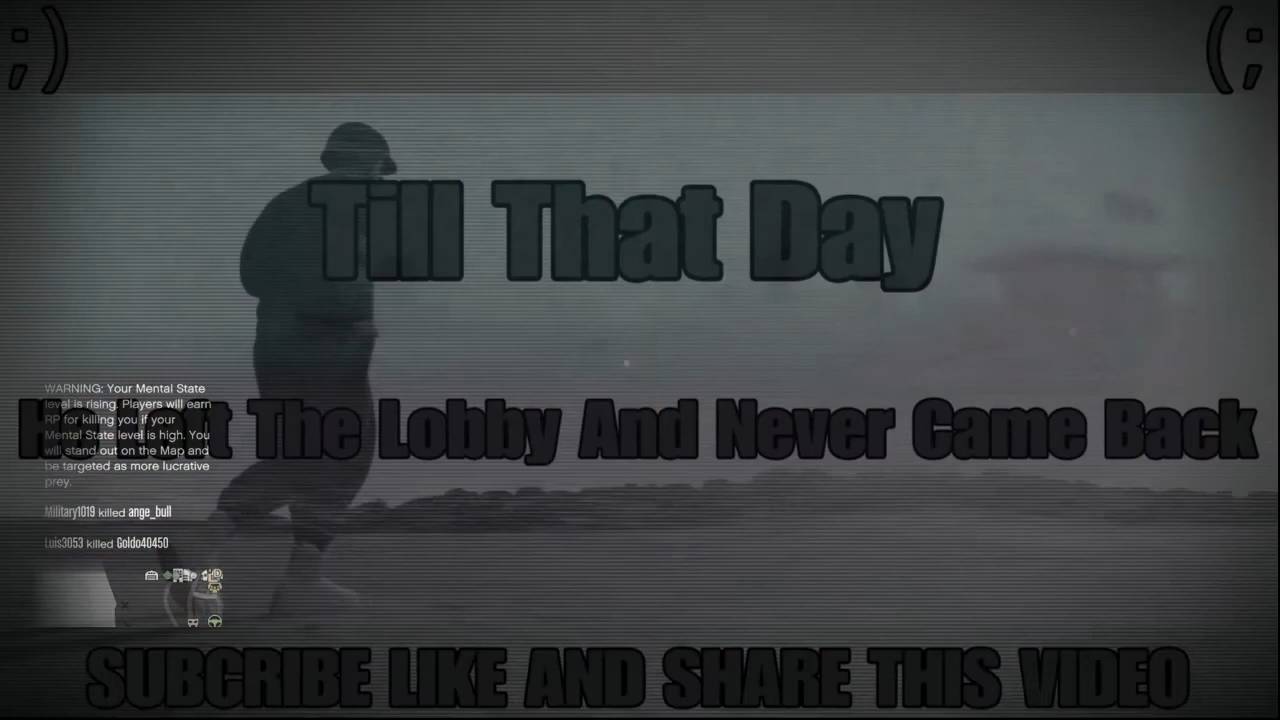 ;) (;
Till That Day
WARNING: Your Mental State
level is rising. Players will earn
RP for killing you if your
Mental State level is high. You
will stand out on the Map and
be targeted as more lucrative
prey.
The Lobby And Never Came Back
Military1019 killed ange_bull
Luis3053 killed Goldo40450
SUBCRIBE LIKE AND SHARE THIS VIDEO